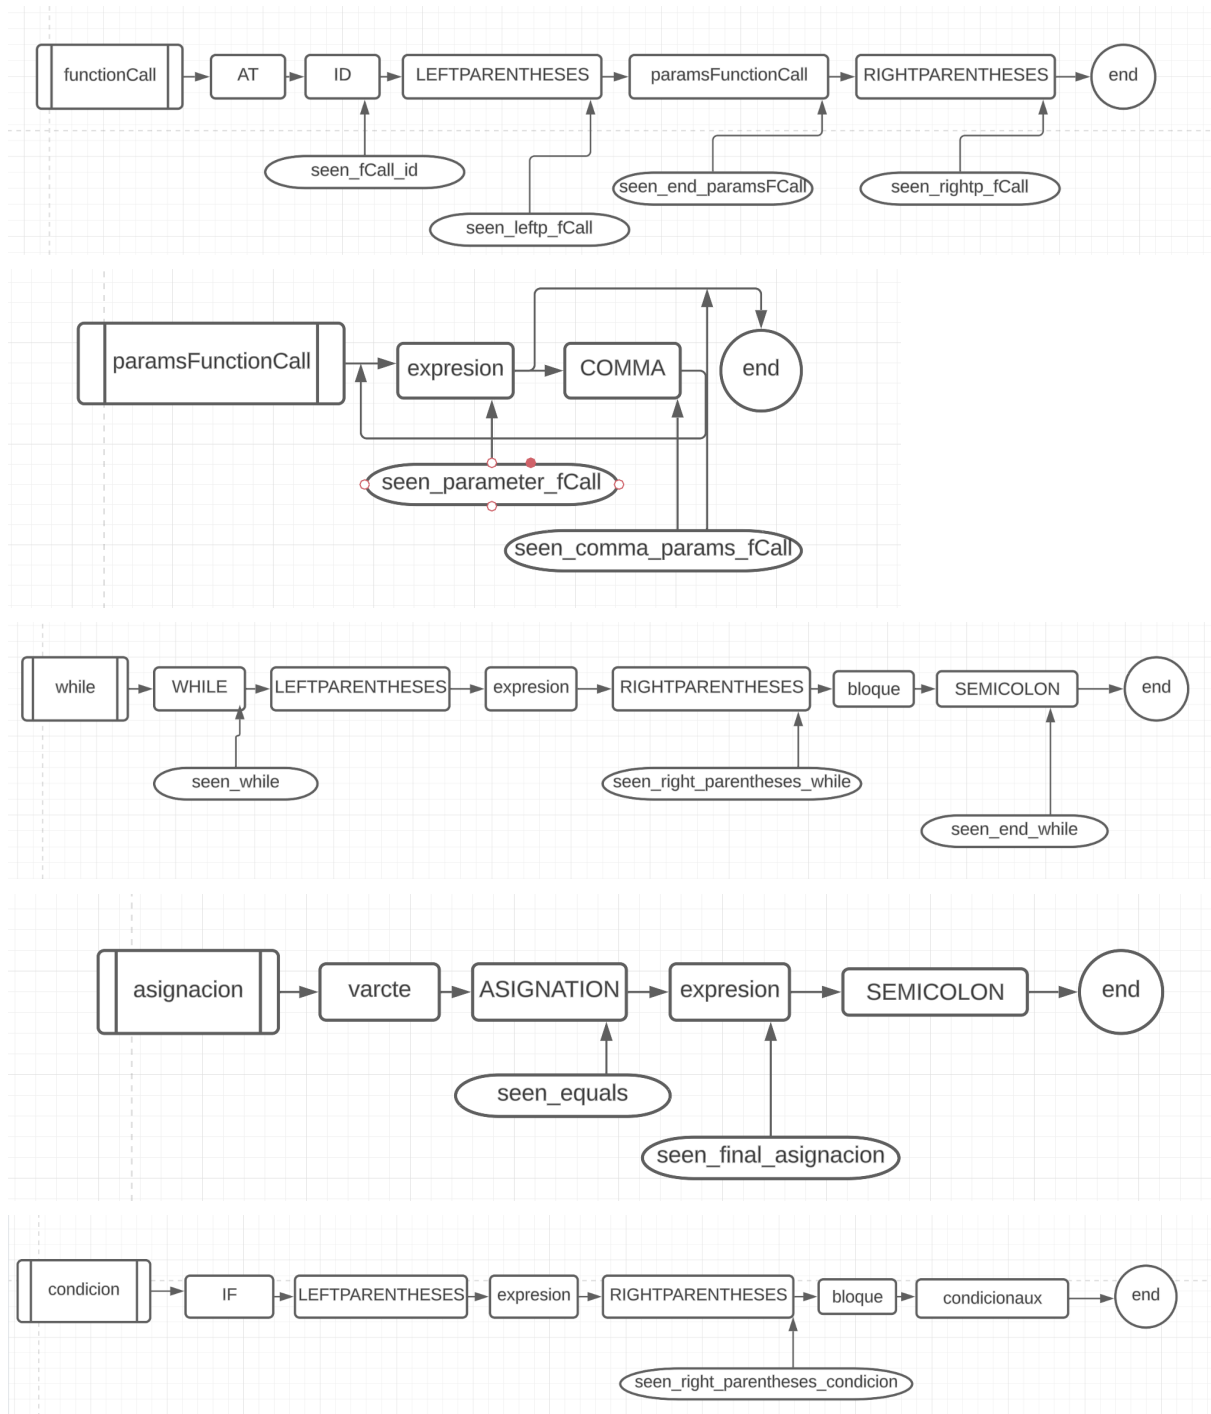 functionCall
AT
ID
LEFTPARENTHESES
paramsFunctionCall
RIGHTPARENTHESES
end
seen_fCall_id
seen_end_paramsFCall
seen_rightp_fCall
seen_leftp_fCall
paramsFunctionCall
expresion
COMMA
end
seen_parameter_fCall
seen_comma_params_fCall
while
WHILE
LEFTPARENTHESES
expresion
RIGHTPARENTHESES
bloque
SEMICOLON
end
seen_while
seen_right_parentheses_while
seen_end_while
asignacion
varcte
ASIGNATION
expresion
SEMICOLON
end
seen_equals
seen_final_asignacion
condicion
IF
LEFTPARENTHESES
expresion
RIGHTPARENTHESES
bloque
condicionaux
end
seen_right_parentheses_condicion